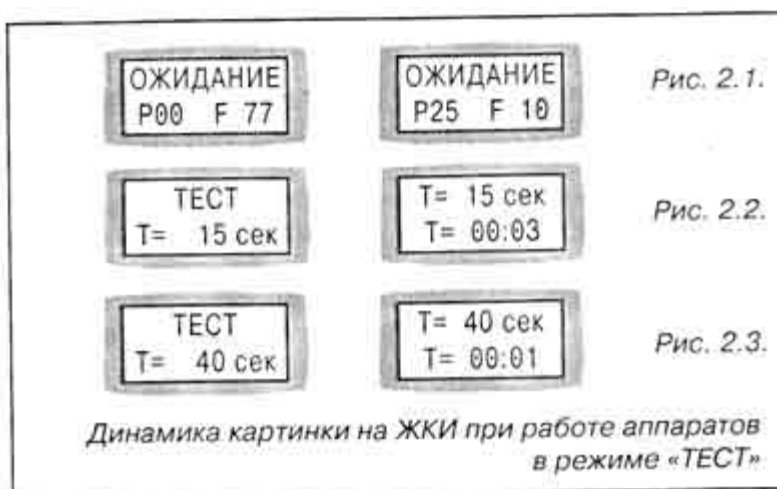 ОЖИДАНИЕ
P00 F 77
ОЖИДАНИЕ
P25 F 10
Рис. 2.1.
ТЕСТ
T= 15 сек
T= 15 сек
T= 00:03
Рис. 2.2.
ТЕСТ
T= 40 сек
T= 40 сек
T= 00:01
Рис. 2.3.
Динамика картинки на ЖКИ при работе аппаратов
в режиме «ТЕСТ»